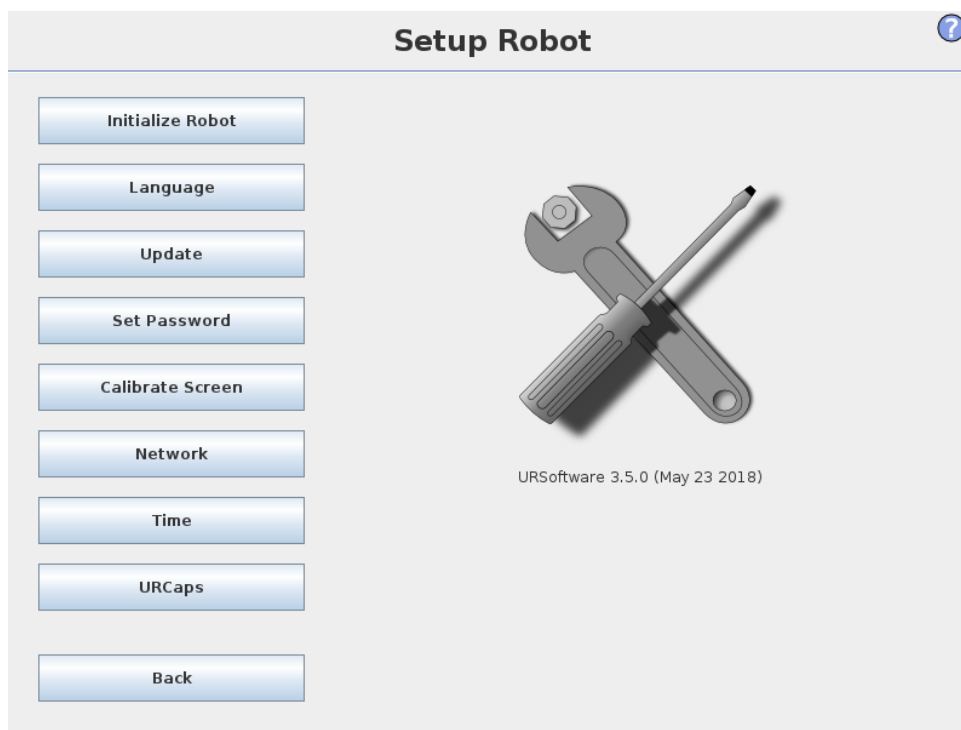 Setup Robot
?
Initialize Robot
Language
Update
Set Password
Calibrate Screen
Network
Time
URCaps
Back
URSoftware 3.5.0 (May 23 2018)